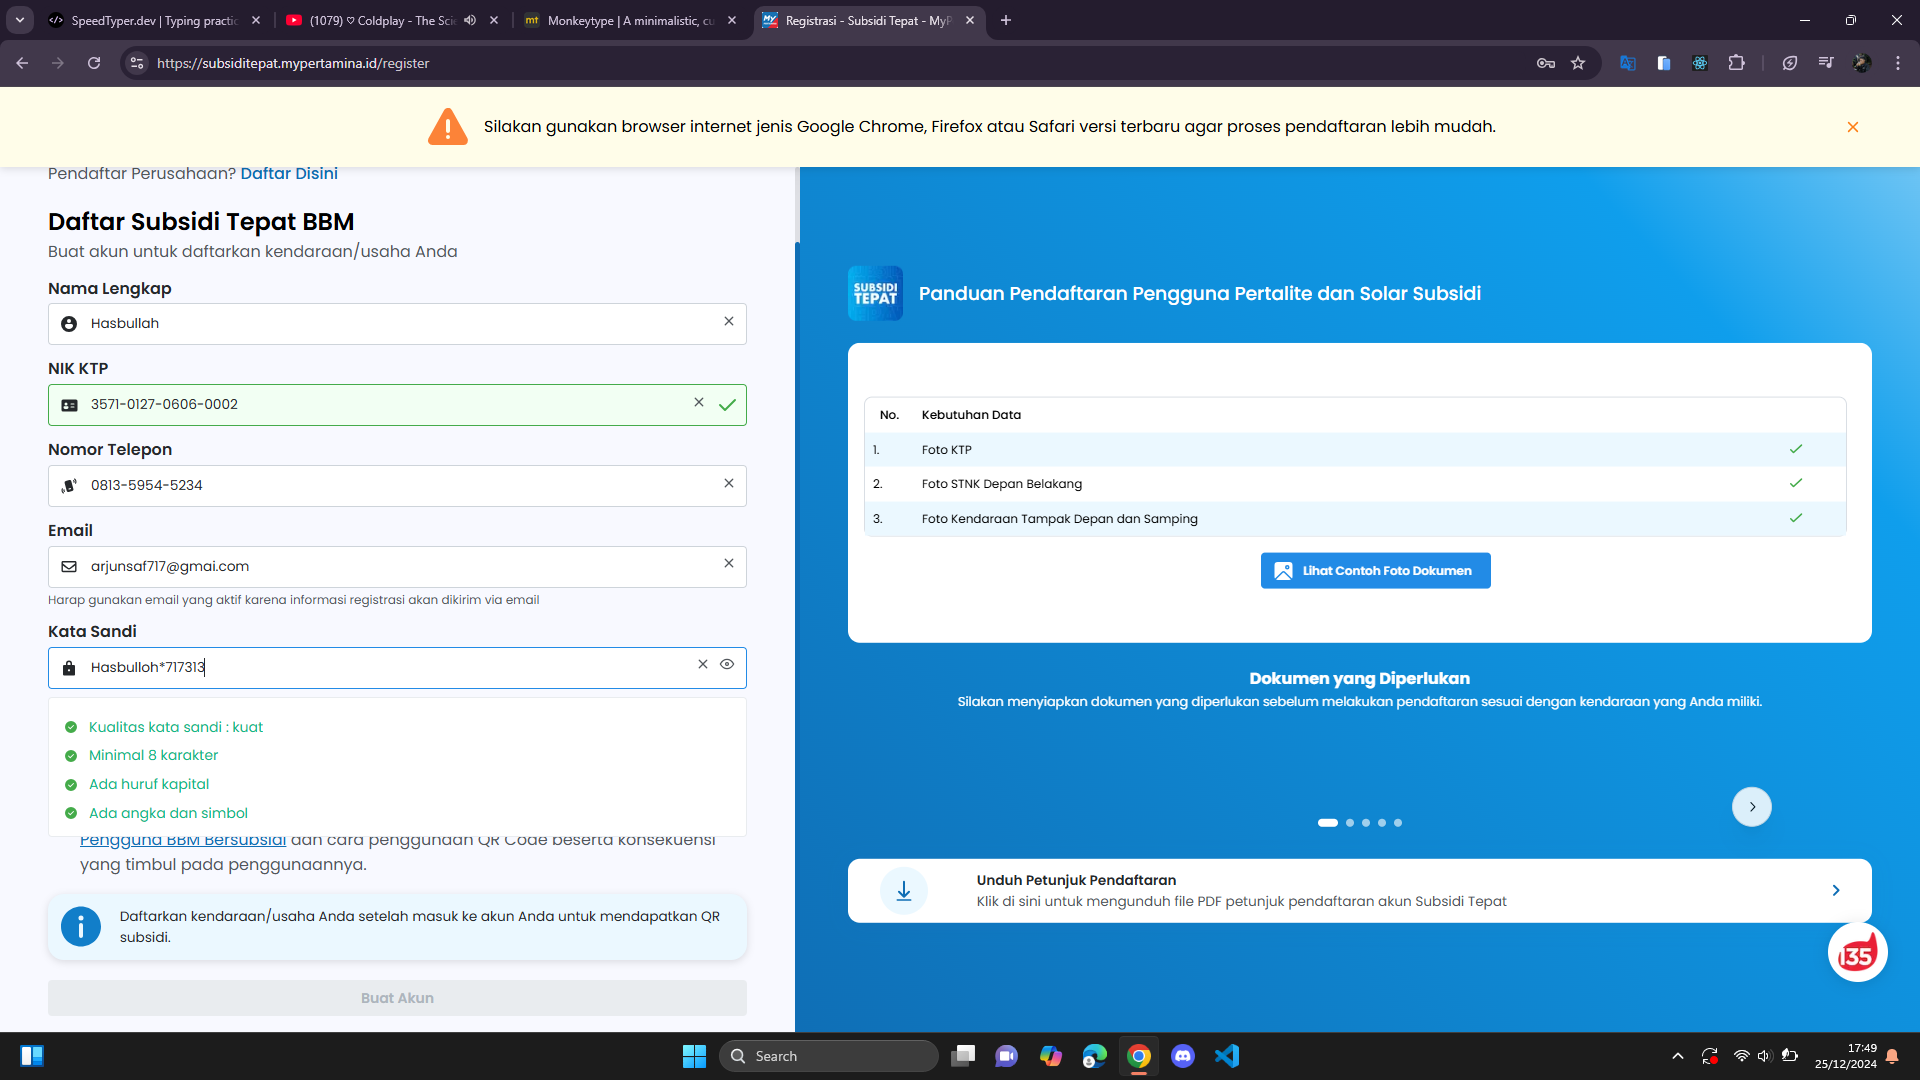 SpeedTyper.dev | Typing practic
(1079) ♡ Coldplay - The Scie
mt
Monkeytype | A minimalistic, cu
MY
Registrasi - Subsidi Tepat - MyP
https://subsiditepat.mypertamina.id/register
Silakan gunakan browser internet jenis Google Chrome, Firefox atau Safari versi terbaru agar proses pendaftaran lebih mudah.
Pendaftar Perusahaan? Daftar Disini
Daftar Subsidi Tepat BBM
Buat akun untuk daftarkan kendaraan/usaha Anda
Nama Lengkap
Hasbullah
NIK KTP
3571-0127-0606-0002
Nomor Telepon
0813-5954-5234
Email
arjunsaf717@gmai.com
Harap gunakan email yang aktif karena informasi registrasi akan dikirim via email
Kata Sandi
Hasbulloh*717313
Kualitas kata sandi : kuat
Minimal 8 karakter
Ada huruf kapital
Ada angka dan simbol
Pengguna BBM Bersubsidi dan cara penggunaan QR Code beserta konsekuensi
yang timbul pada penggunaannya.
Daftarkan kendaraan/usaha Anda setelah masuk ke akun Anda untuk mendapatkan QR
subsidi.
Buat Akun
SUBSIDI
TEPAT
Panduan Pendaftaran Pengguna Pertalite dan Solar Subsidi
No. Kebutuhan Data
1. Foto KTP
2. Foto STNK Depan Belakang
3. Foto Kendaraan Tampak Depan dan Samping
Lihat Contoh Foto Dokumen
Dokumen yang Diperlukan
Silakan menyiapkan dokumen yang diperlukan sebelum melakukan pendaftaran sesuai dengan kendaraan yang Anda miliki.
Unduh Petunjuk Pendaftaran
Klik di sini untuk mengunduh file PDF petunjuk pendaftaran akun Subsidi Tepat
135
Search
17:49
25/12/2024